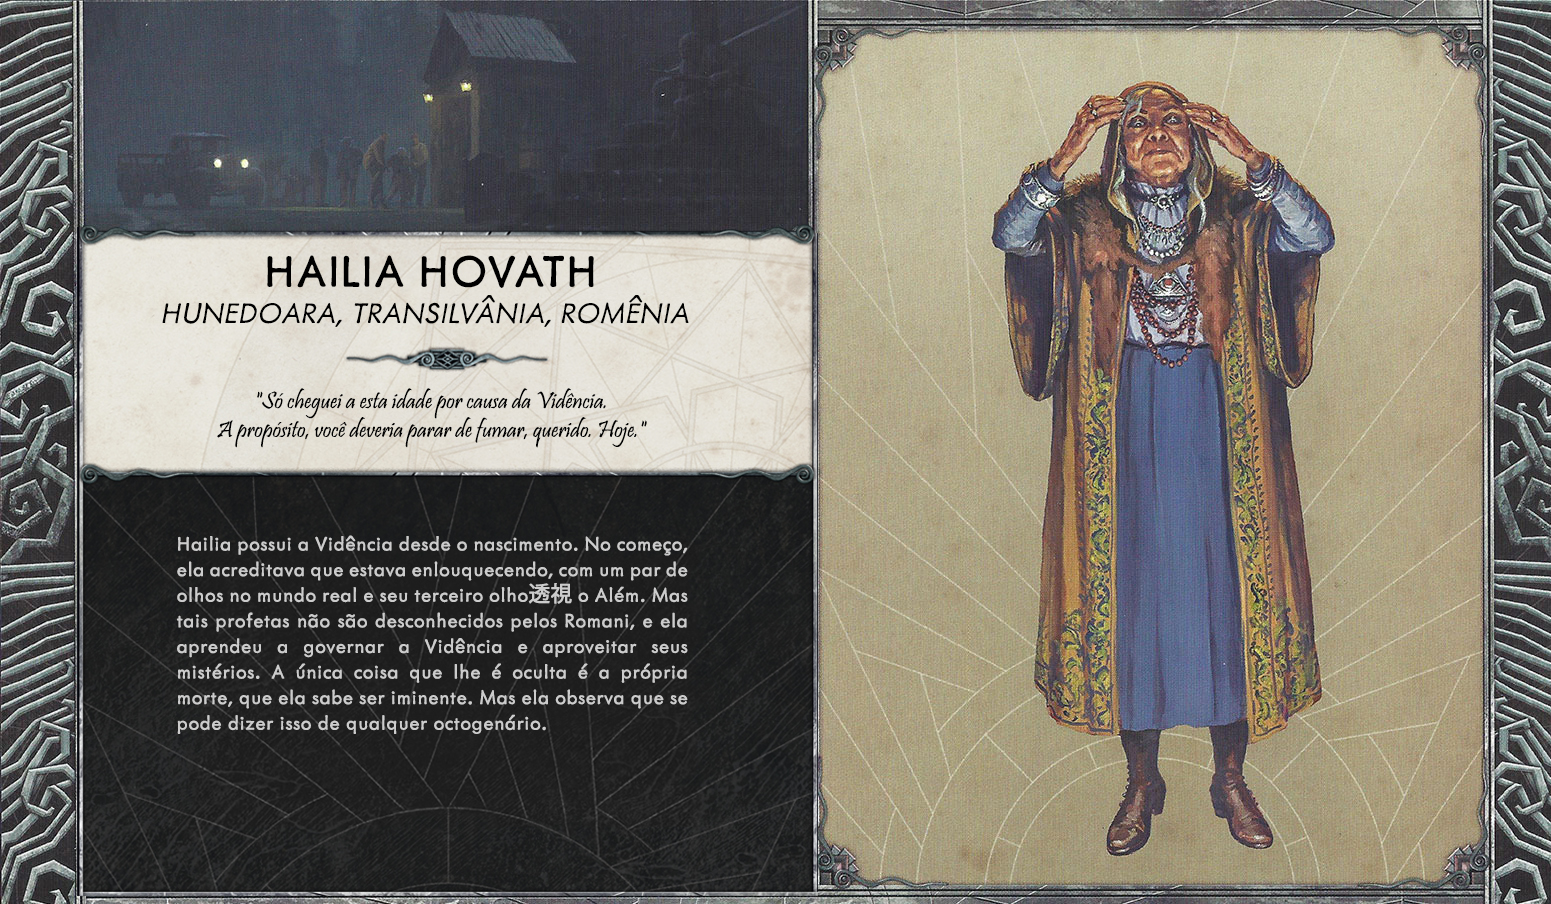 HAILIA HOVATH
HUNEDOARA, TRANSILVÂNIA, ROMÊNIA
"Só cheguei a esta idade por causa da Vidência.
A propósito, você deveria parar de fumar, querido. Hoje."
Hailia possui a Vidência desde o nascimento. No começo,
ela acreditava que estava enlouquecendo, com um par de
olhos no mundo real e seu terceiro olho透視 o Além. Mas
tais profetas não são desconhecidos pelos Romani, e ela
aprendeu a governar a Vidência e aproveitar seus
mistérios. A única coisa que lhe é oculta é a própria
morte, que ela sabe ser iminente. Mas ela observa que se
pode dizer isso de qualquer octogenário.